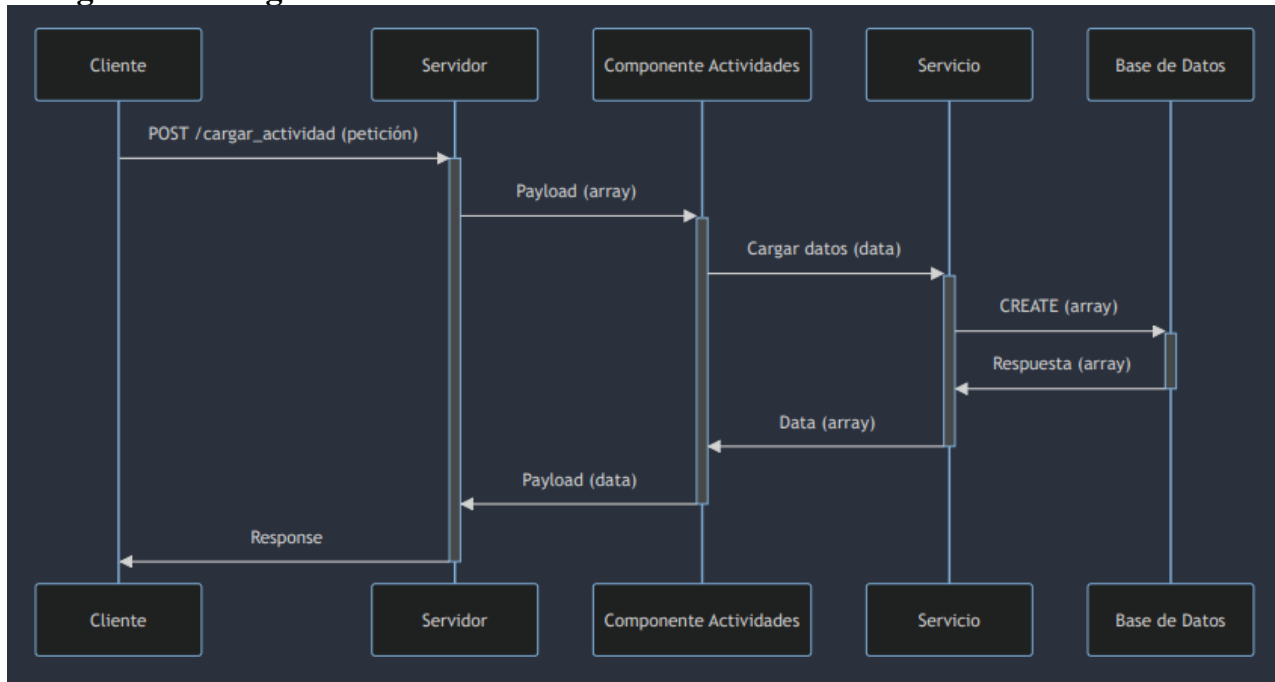 Cliente
Servidor
Componente Actividades
Servicio
Base de Datos
POST /cargar_actividad (petición)
Payload (array)
Cargar datos (data)
CREATE (array)
Respuesta (array)
Data (array)
Payload (data)
Response
Cliente
Servidor
Componente Actividades
Servicio
Base de Datos